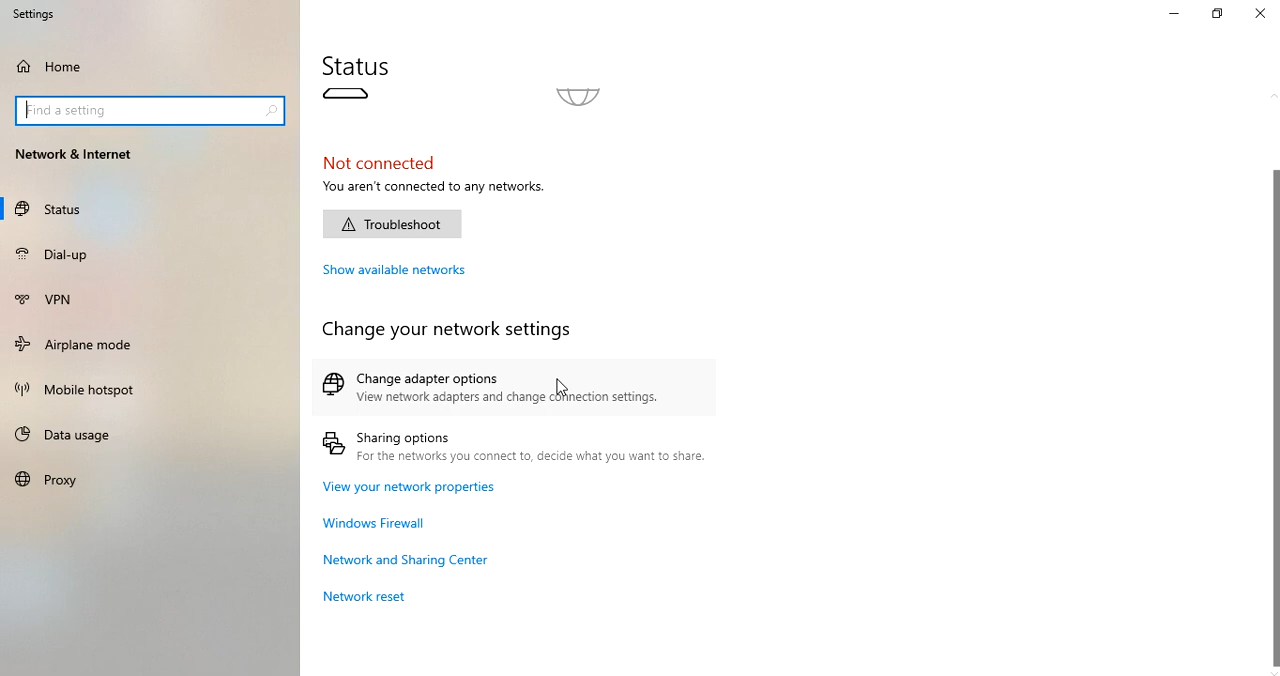 Settings
Home
Find a setting
Network & Internet
Status
Dial-up
VPN
Airplane mode
Mobile hotspot
Data usage
Proxy
Status
Not connected
You aren't connected to any networks.
Troubleshoot
Show available networks
Change your network settings
Change adapter options
View network adapters and change connection settings.
Sharing options
For the networks you connect to, decide what you want to share.
View your network properties
Windows Firewall
Network and Sharing Center
Network reset